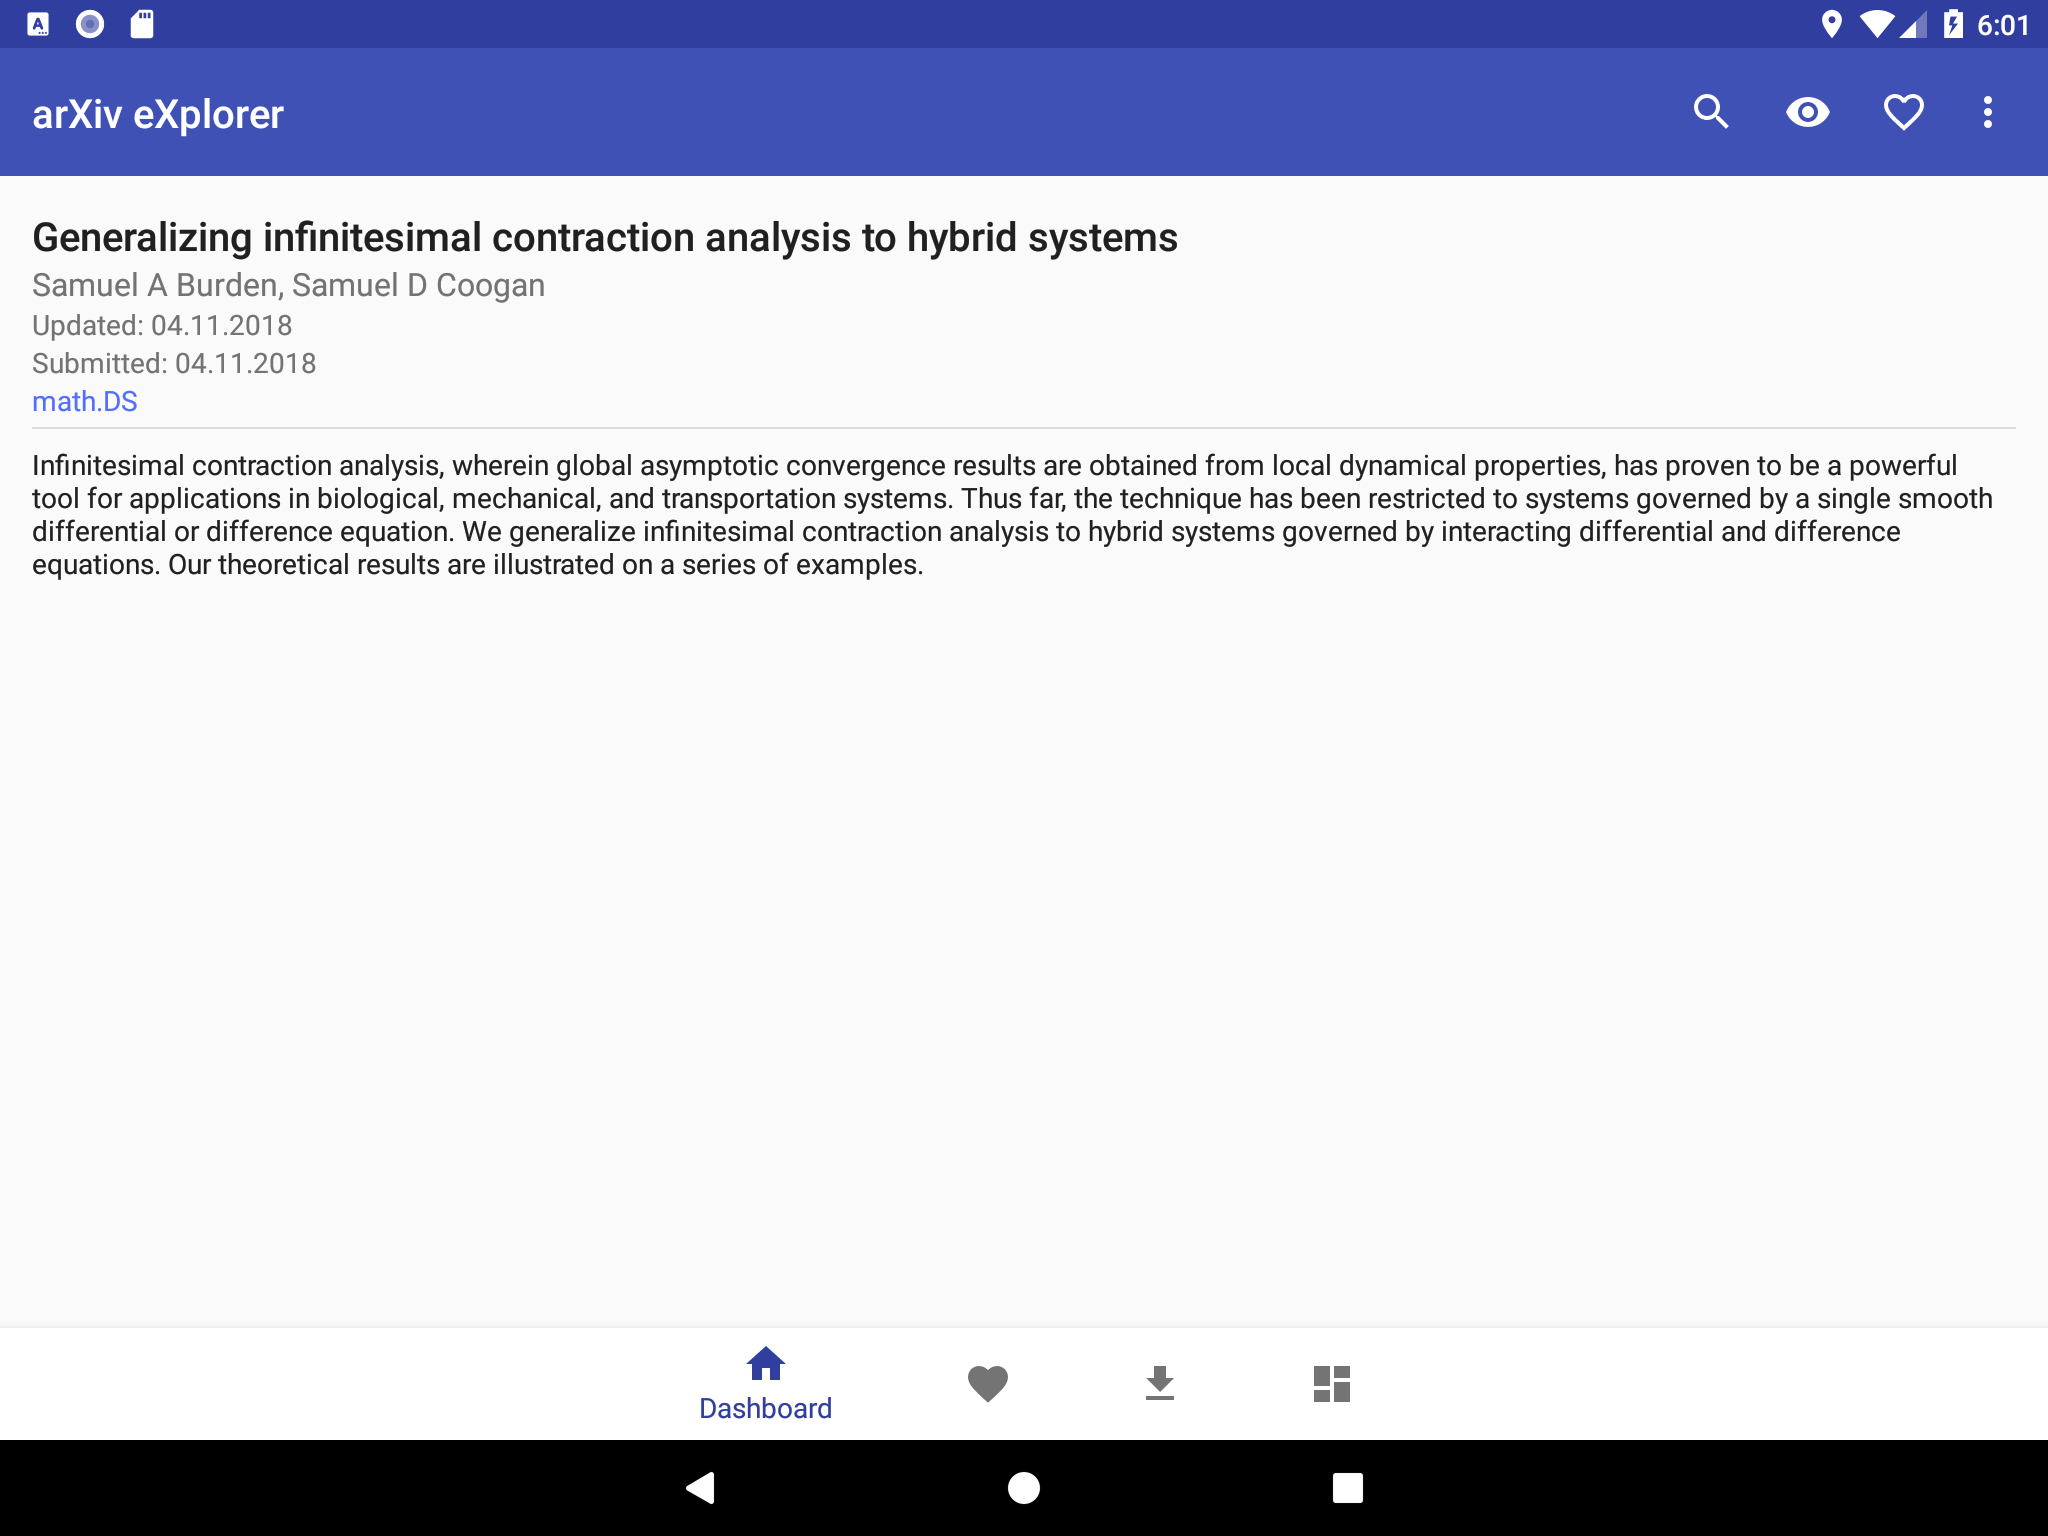 6:01
arXiv eXplorer
Generalizing infinitesimal contraction analysis to hybrid systems
Samuel A Burden, Samuel D Coogan
Updated: 04.11.2018
Submitted: 04.11.2018
math.DS
Infinitesimal contraction analysis, wherein global asymptotic convergence results are obtained from local dynamical properties, has proven to be a powerful
tool for applications in biological, mechanical, and transportation systems. Thus far, the technique has been restricted to systems governed by a single smooth
differential or difference equation. We generalize infinitesimal contraction analysis to hybrid systems governed by interacting differential and difference
equations. Our theoretical results are illustrated on a series of examples.
Dashboard